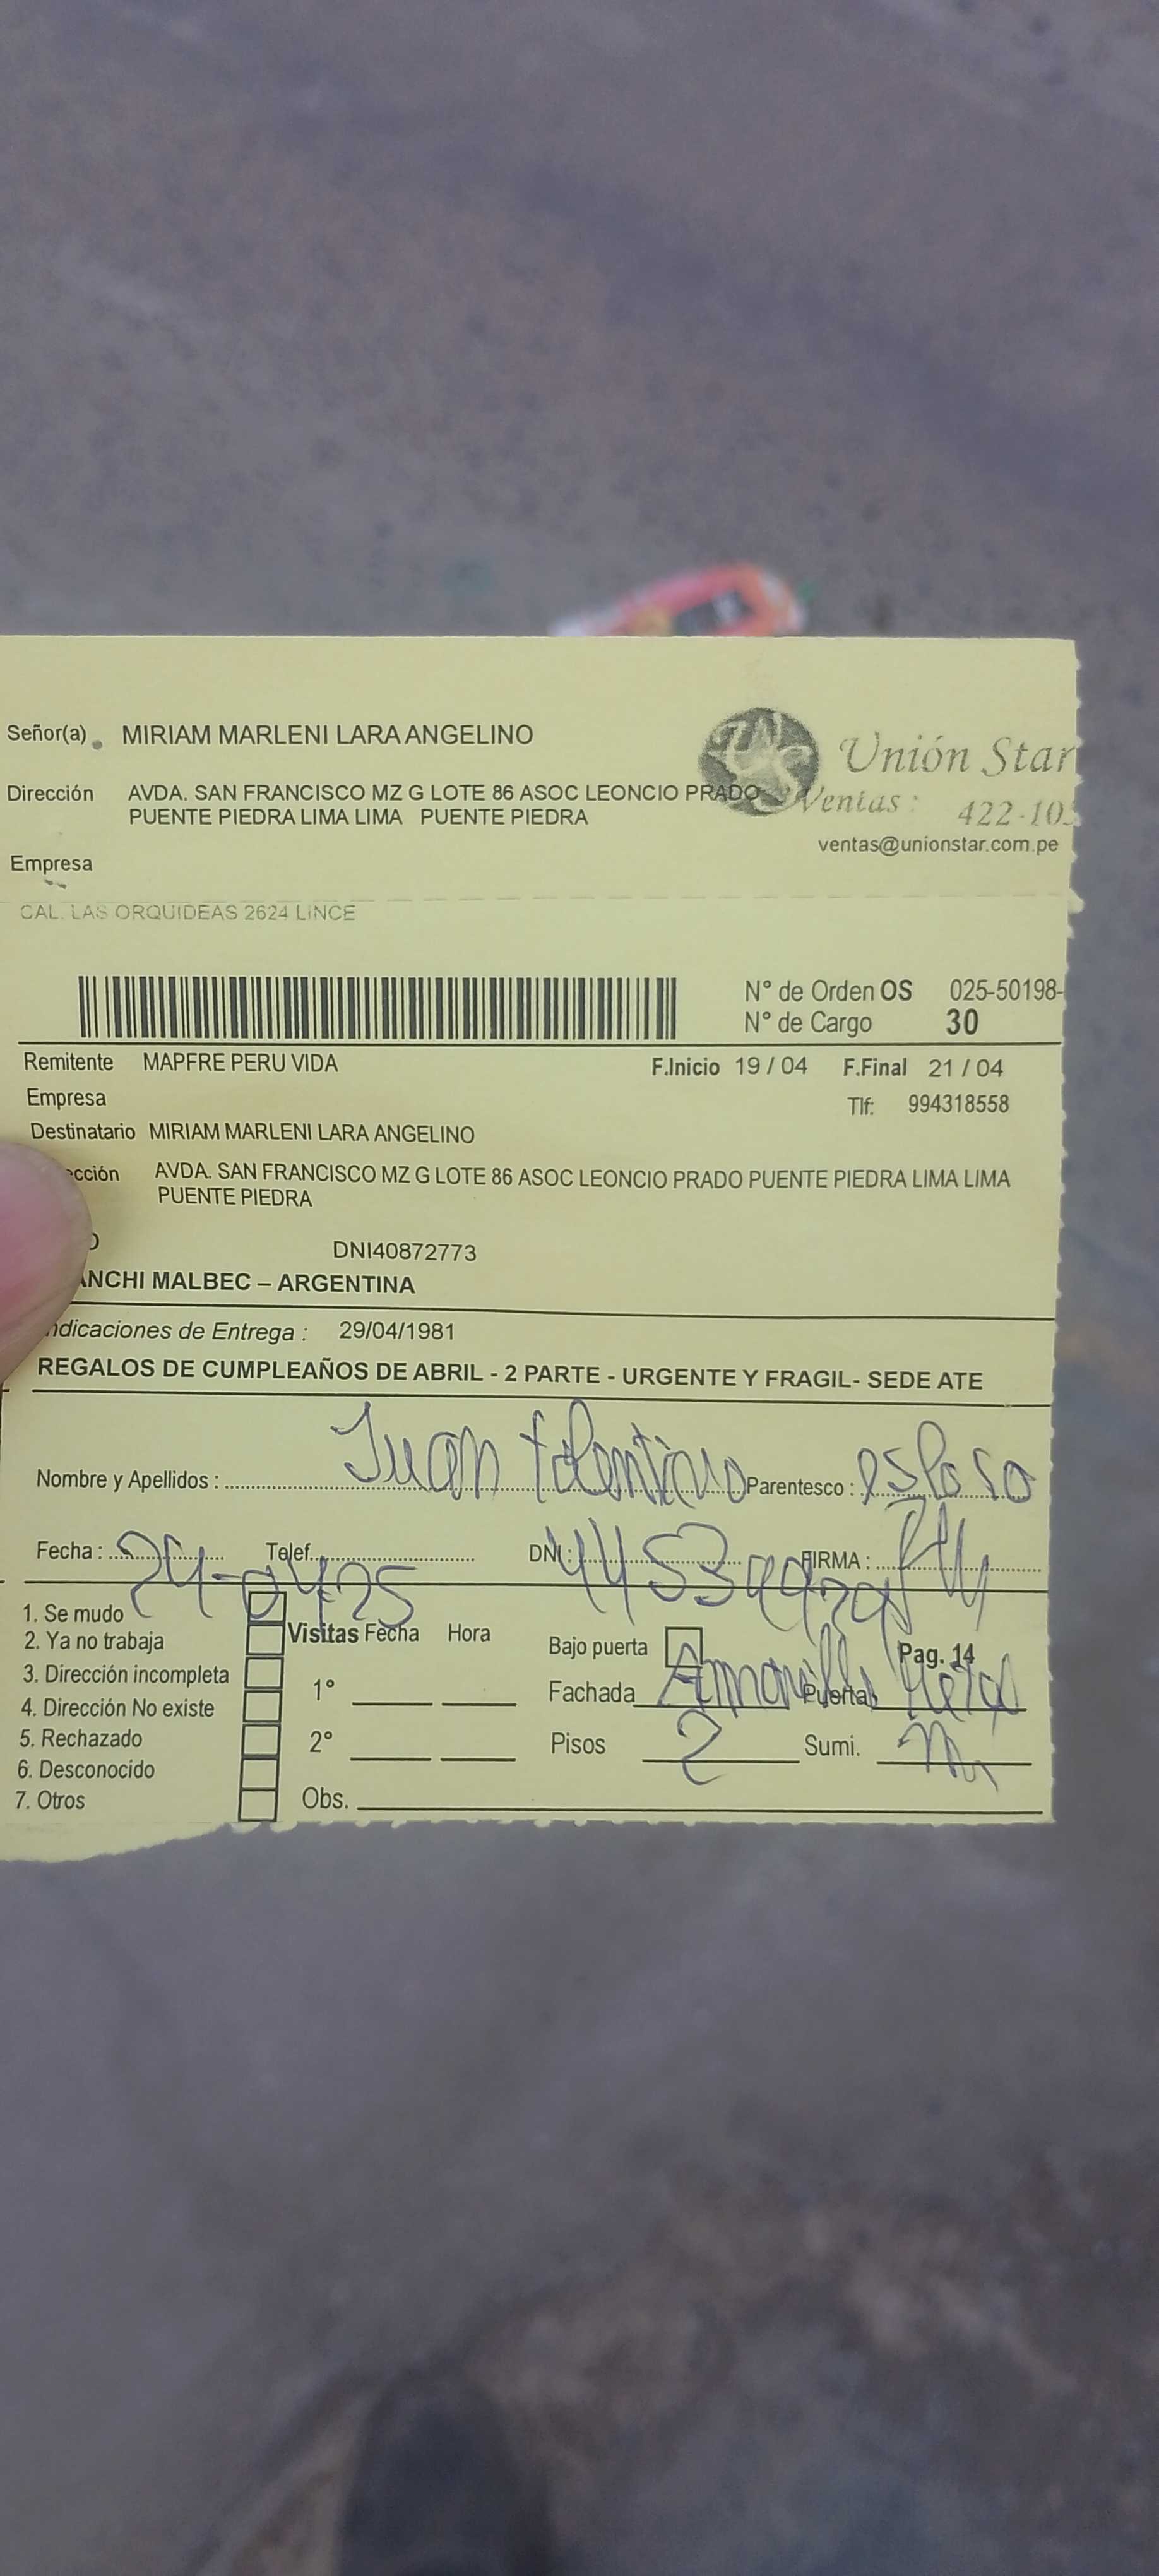 Señor(a) MIRIAM MARLENI LARA ANGELINO
Unión Star
Dirección AVDA. SAN FRANCISCO MZ G LOTE 86 ASOC LEONCIO PRADO
Ventas : 422-10
PUENTE PIEDRA LIMA LIMA PUENTE PIEDRA
ventas@unionstar.com.pe
Empresa
CAL. LAS ORQUIDEAS 2624 LINCE
N° de Orden OS 025-50198-
N° de Cargo 30
Remitente MAPFRE PERU VIDA F.Inicio 19 / 04 F.Final 21 / 04
Empresa Tlf: 994318558
Destinatario MIRIAM MARLENI LARA ANGELINO
ección AVDA. SAN FRANCISCO MZ G LOTE 86 ASOC LEONCIO PRADO PUENTE PIEDRA LIMA LIMA
PUENTE PIEDRA
DNI40872773
ANCHI MALBEC – ARGENTINA
ndicaciones de Entrega : 29/04/1981
REGALOS DE CUMPLEAÑOS DE ABRIL - 2 PARTE - URGENTE Y FRAGIL- SEDE ATE
Nombre y Apellidos : Juan tolentino Parentesco : esposo
Fecha : 24-0425 Telef. DNI : FIRMA :
1. Se mudo
2. Ya no trabaja
3. Dirección incompleta
4. Dirección No existe
5. Rechazado
6. Desconocido
7. Otros
Visitas Fecha Hora
1°
2°
Obs.
Bajo puerta Pag. 14
Fachada Amarilla Puerta
Pisos 2 Sumi.